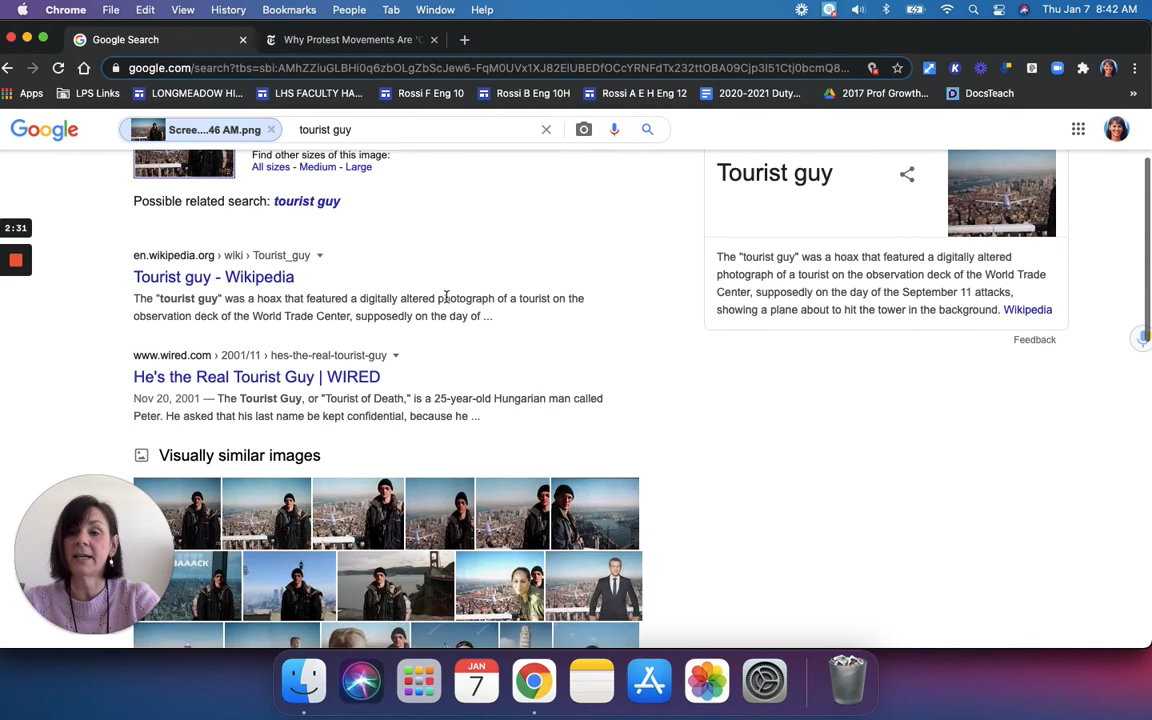 Chrome File Edit View History Bookmarks People Tab Window Help Thu Jan 7 8:42 AM
Google Search Why Protest Movements Are 'C
google.com/search?tbs=sbi:AMhZZiuGLBHi0q6zbOLgZbScJew6-FqM0UVx1XJ82ElUBEDfOCcYRNFdTx232ttOBA09Cjp3l51Ctj0bcmQ8...
Apps LPS Links LONGMEADOW HI... LHS FACULTY HA... Rossi F Eng 10 Rossi B Eng 10H Rossi A E H Eng 12 2020-2021 Duty... 2017 Prof Growth... DocsTeach »
Google Scree....46 AM.png tourist guy
Find other sizes of this image:
All sizes - Medium - Large
Possible related search: tourist guy
en.wikipedia.org › wiki › Tourist_guy
Tourist guy - Wikipedia
The "tourist guy" was a hoax that featured a digitally altered photograph of a tourist on the
observation deck of the World Trade Center, supposedly on the day of ...
www.wired.com › 2001/11 › hes-the-real-tourist-guy
He's the Real Tourist Guy | WIRED
Nov 20, 2001 — The Tourist Guy, or "Tourist of Death," is a 25-year-old Hungarian man called
Peter. He asked that his last name be kept confidential, because he ...
Visually similar images
BAAACK
Tourist guy
The "tourist guy" was a hoax that featured a digitally altered
photograph of a tourist on the observation deck of the World Trade
Center, supposedly on the day of the September 11 attacks,
showing a plane about to hit the tower in the background. Wikipedia
Feedback
2:31
JAN
7